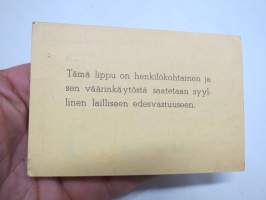 Tämä lippu on henkilökohtainen ja
sen väärinkäytöstä saatetaan syyl-
linen lailliseen edesvastuuseen.